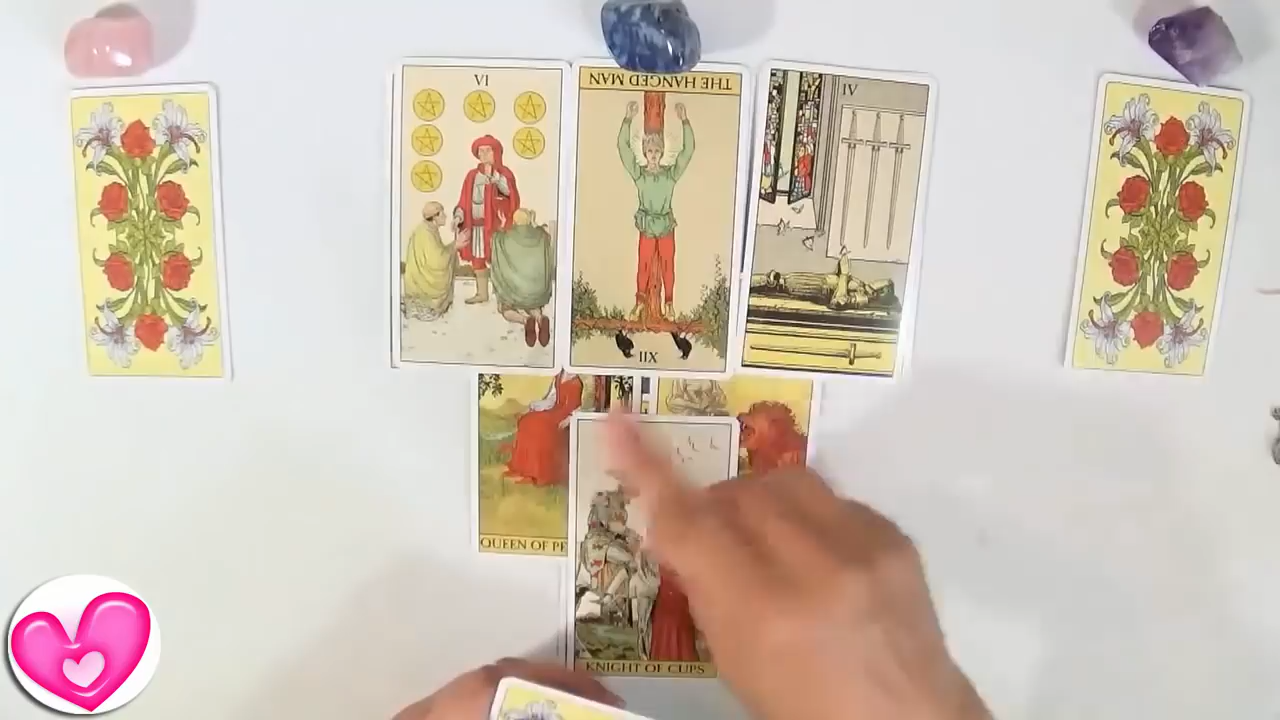 VI
THE HANGED MAN
IV
XII
QUEEN OF PE
KNIGHT OF CUPS